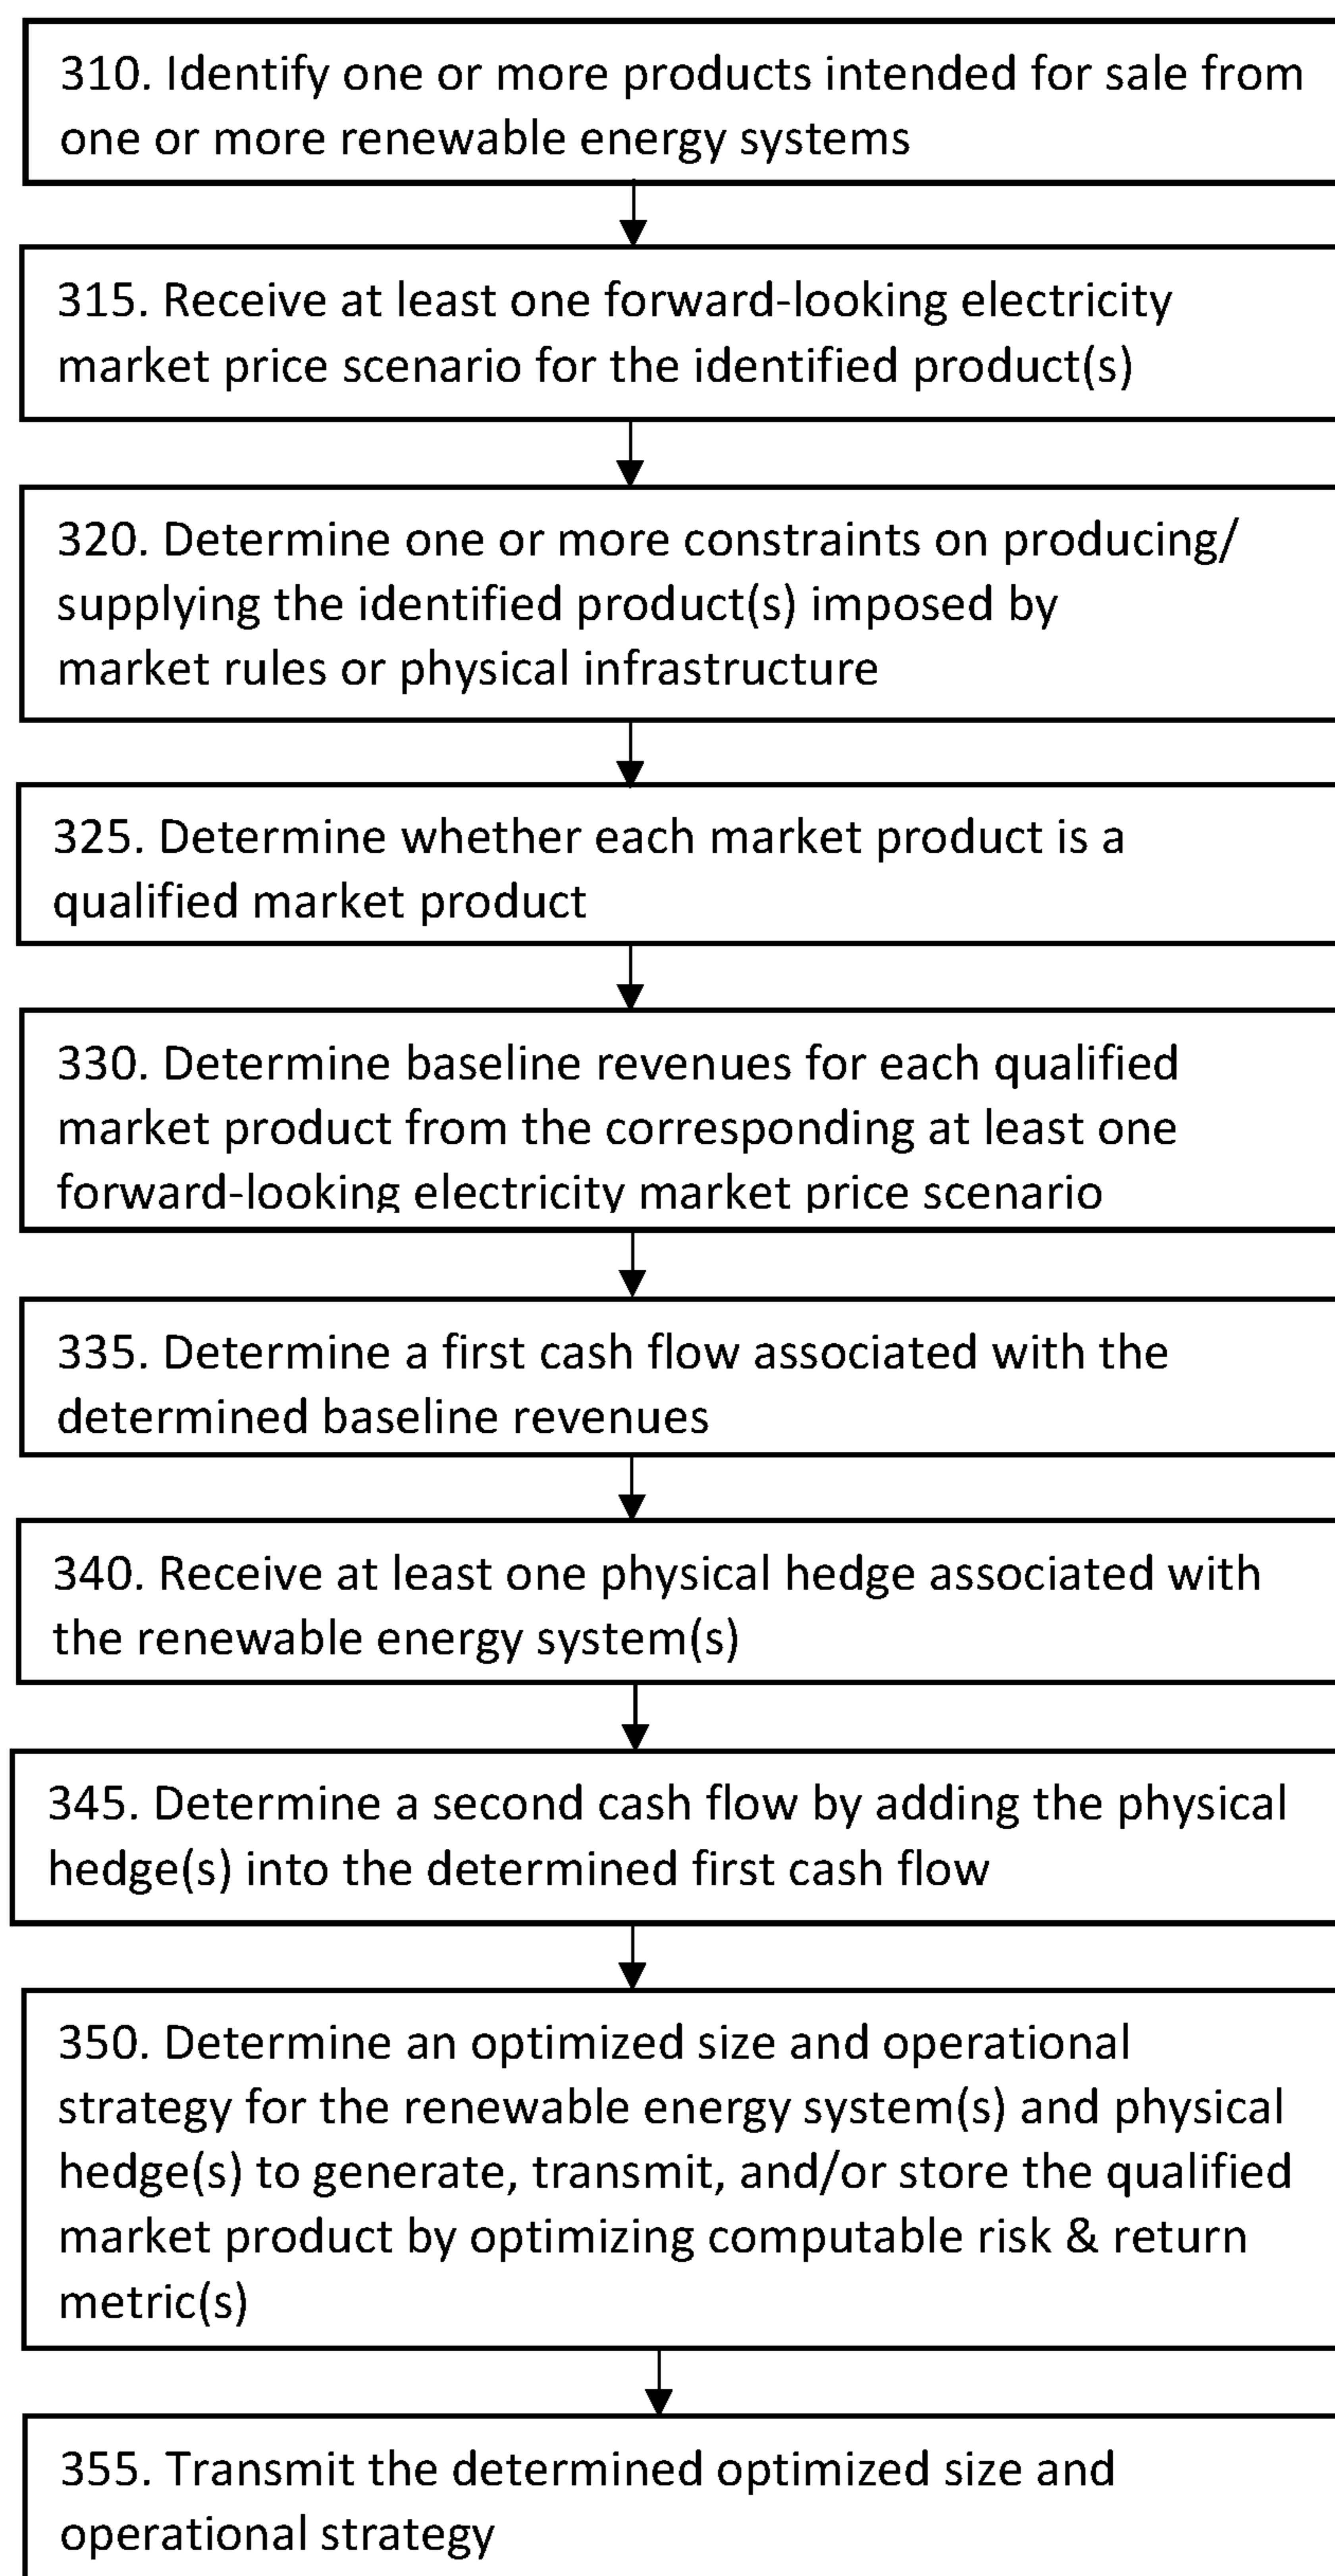 310. Identify one or more products intended for sale from
one or more renewable energy systems
315. Receive at least one forward-looking electricity
market price scenario for the identified product(s)
320. Determine one or more constraints on producing/
supplying the identified product(s) imposed by
market rules or physical infrastructure
325. Determine whether each market product is a
qualified market product
330. Determine baseline revenues for each qualified
market product from the corresponding at least one
forward-looking electricity market price scenario
335. Determine a first cash flow associated with the
determined baseline revenues
340. Receive at least one physical hedge associated with
the renewable energy system(s)
345. Determine a second cash flow by adding the physical
hedge(s) into the determined first cash flow
350. Determine an optimized size and operational
strategy for the renewable energy system(s) and physical
hedge(s) to generate, transmit, and/or store the qualified
market product by optimizing computable risk & return
metric(s)
355. Transmit the determined optimized size and
operational strategy